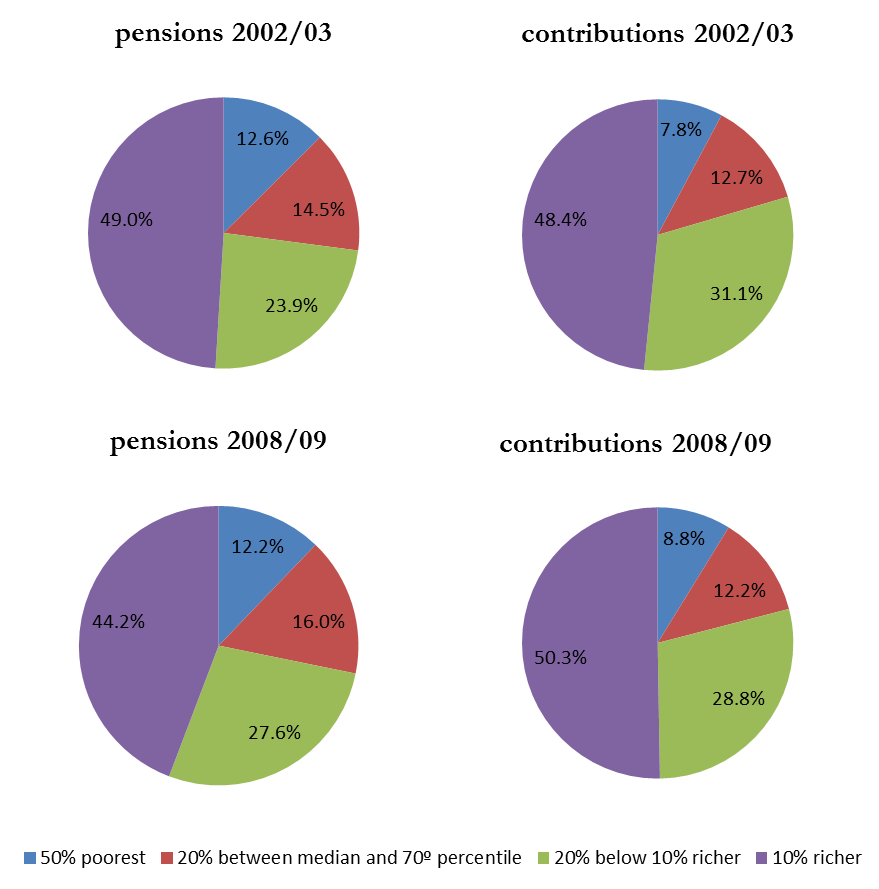 pensions 2002/03
12.6%
14.5%
23.9%
49.0%
contributions 2002/03
7.8%
12.7%
31.1%
48.4%
pensions 2008/09
12.2%
16.0%
27.6%
44.2%
contributions 2008/09
8.8%
12.2%
28.8%
50.3%
50% poorest
20% between median and 70º percentile
20% below 10% richer
10% richer